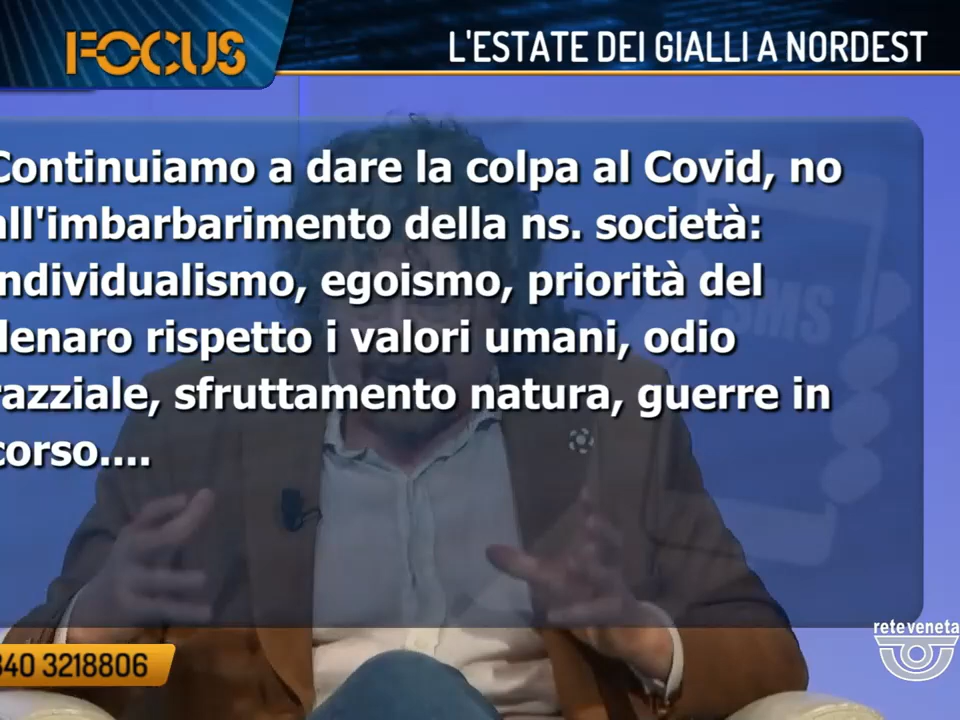 FOCUS
L'ESTATE DEI GIALLI A NORDEST
Continuiamo a dare la colpa al Covid, no
all'imbarbarimento della ns. società:
individualismo, egoismo, priorità del
denaro rispetto i valori umani, odio
razziale, sfruttamento natura, guerre in
corso....
SMS
340 3218806
reteveneta